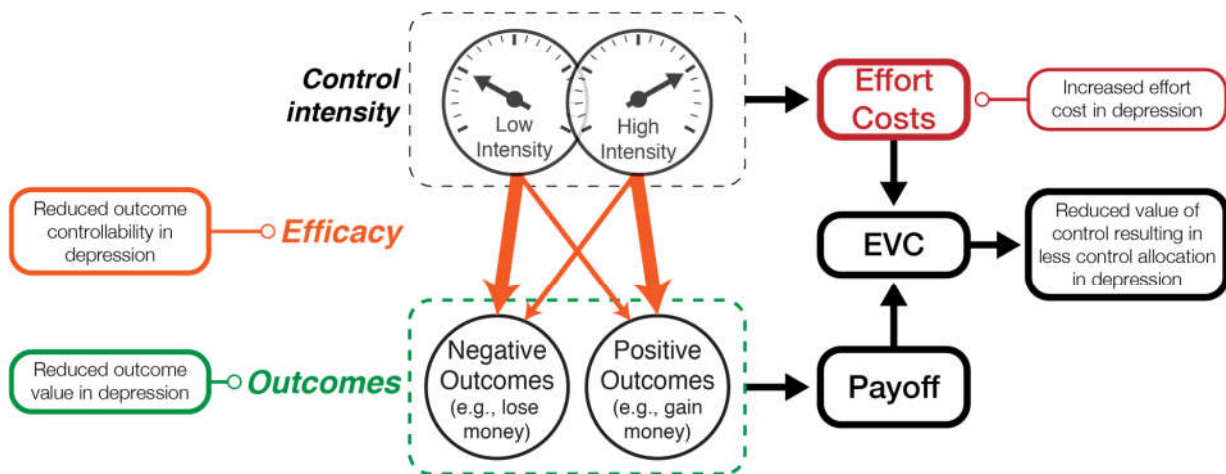 Control
intensity
Low
Intensity
High
Intensity
Effort
Costs
Increased effort
cost in depression
Reduced outcome
controllability in
depression
Efficacy
EVC
Reduced value of
control resulting in
less control allocation
in depression
Reduced outcome
value in depression
Outcomes
Negative
Outcomes
(e.g., lose
money)
Positive
Outcomes
(e.g., gain
money)
Payoff